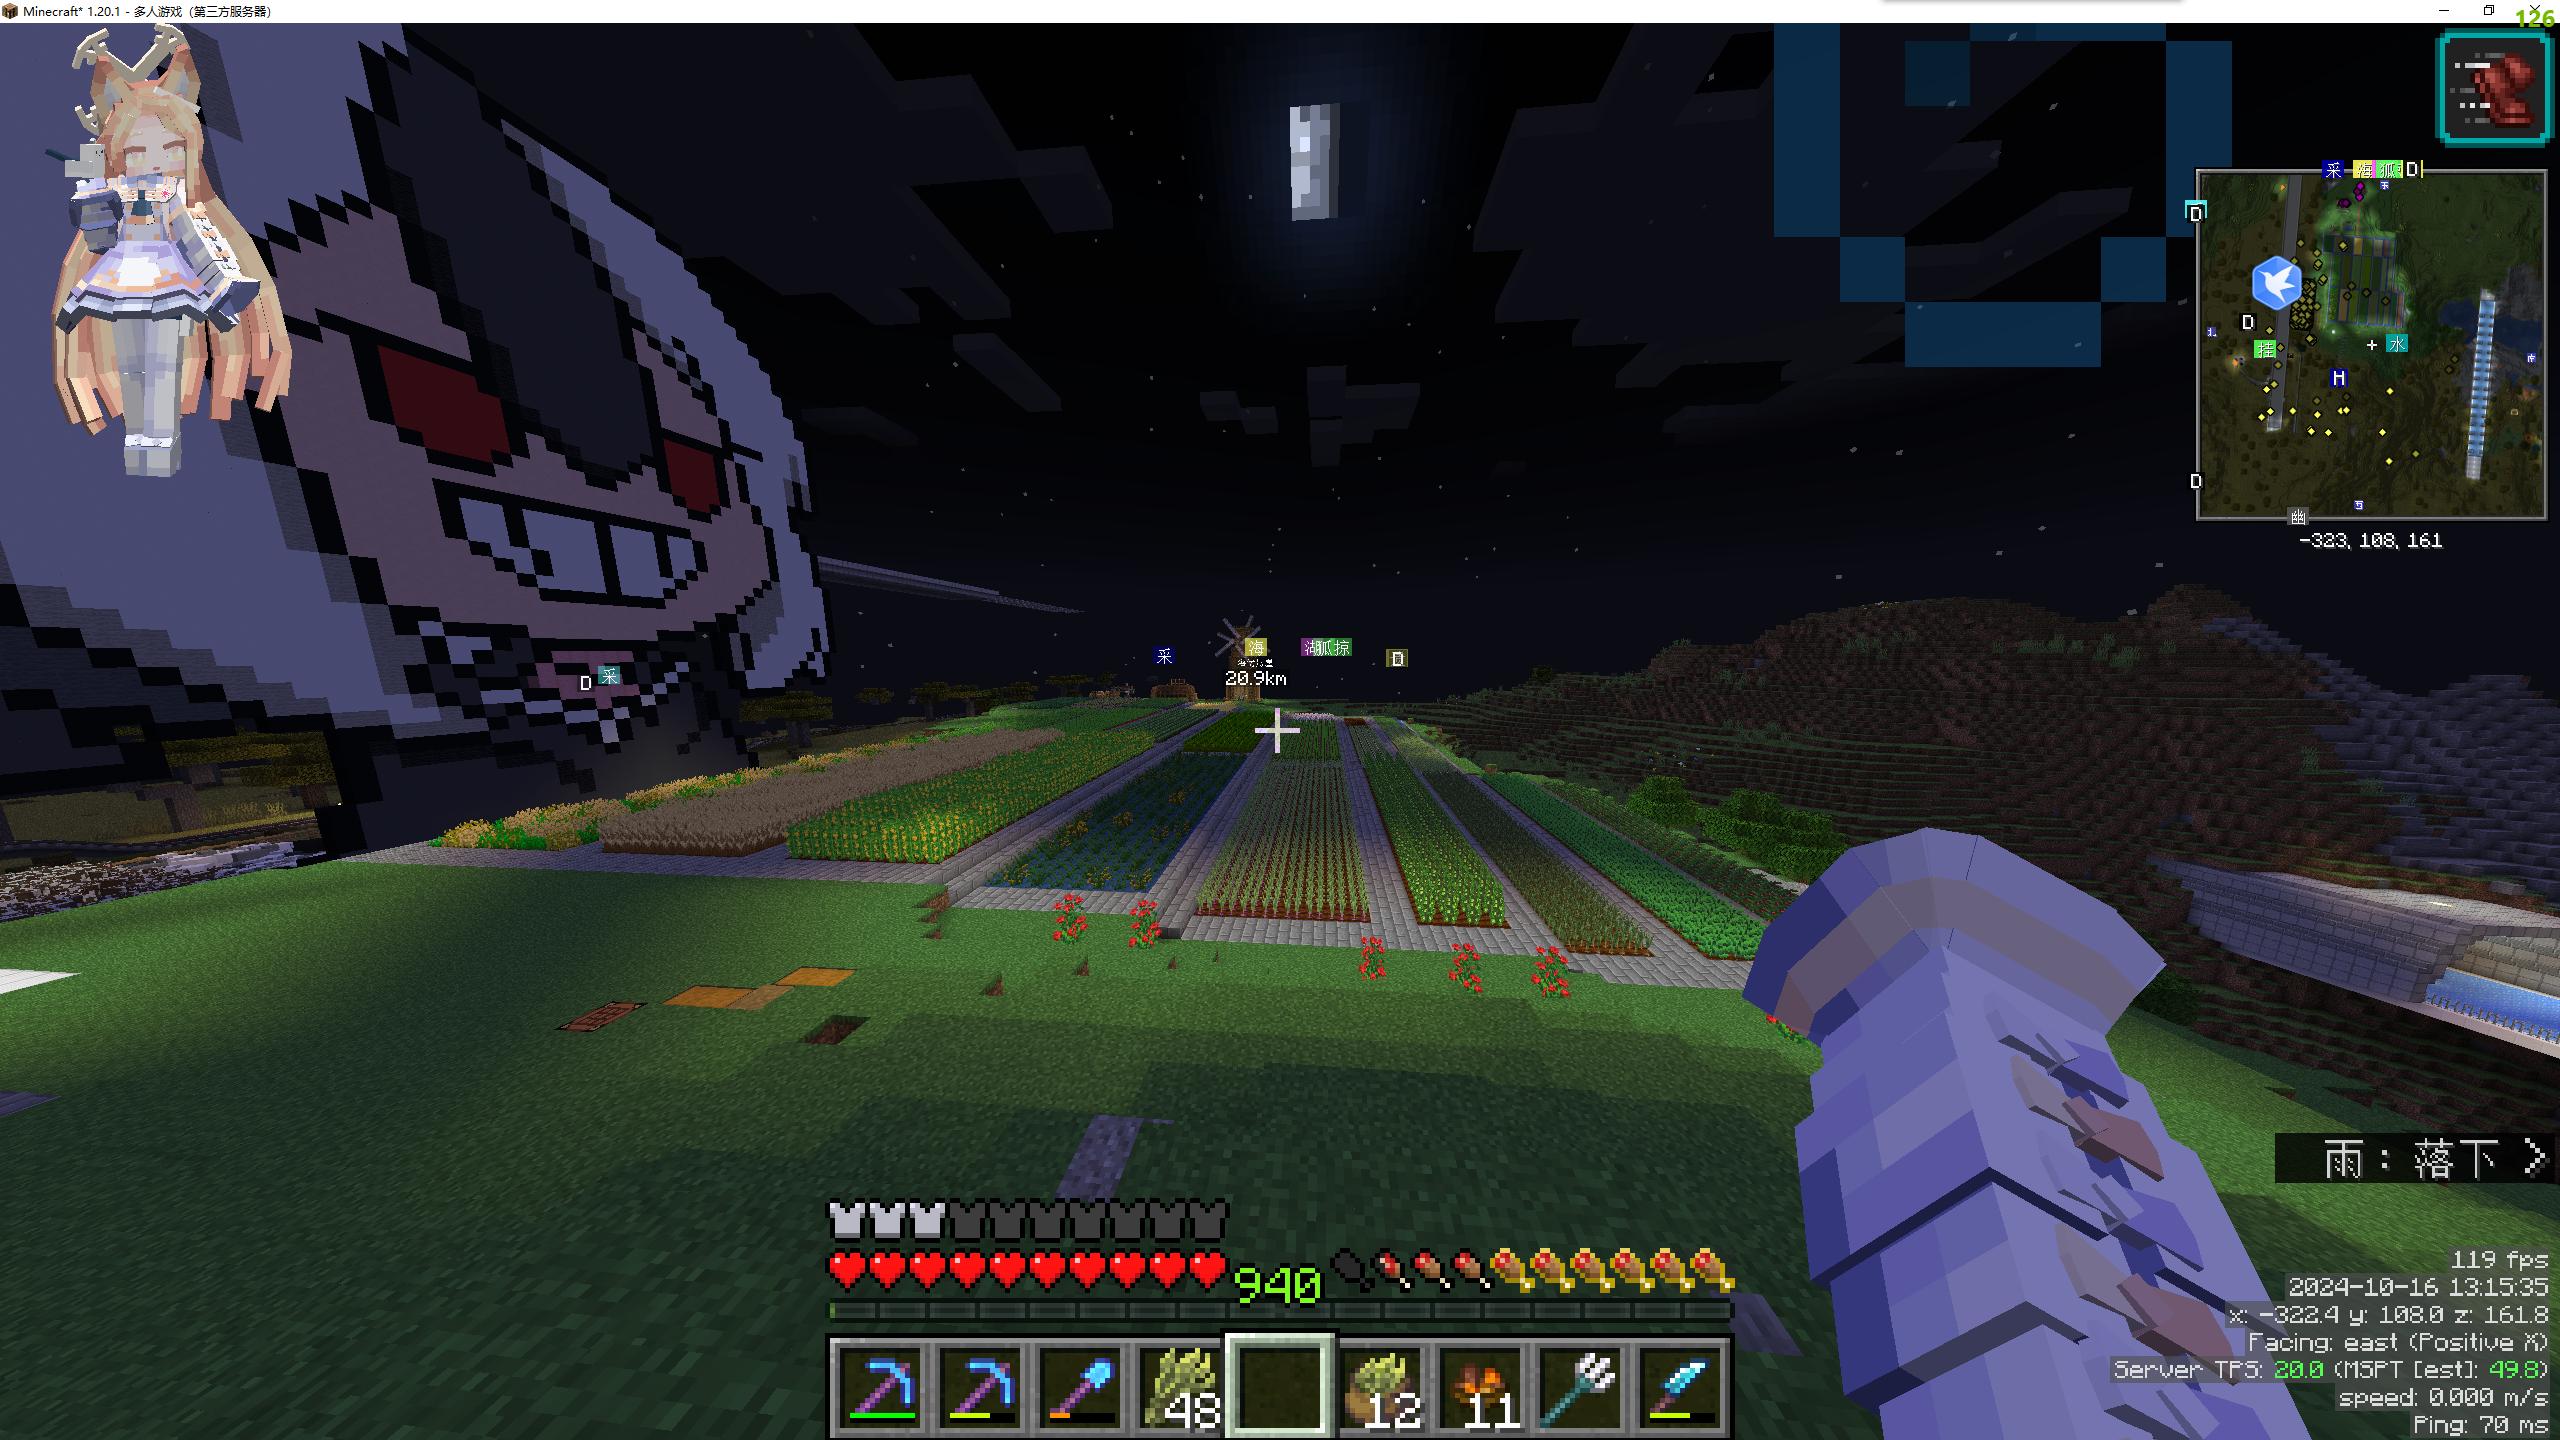 Minecraft* 1.20.1 - 多人游戏（第三方服务器）
126
采 海 狐 D
D
D
挂
水
H
D
幽
-323, 108, 161
采 海 湖 狐 掠 D
20.9km
D 采
雨：落下 >
940
119 fps
2024-10-16 13:15:35
x: -322.4 y: 108.0 z: 161.8
Facing: east (Positive X)
Server TPS: 20.0 (MSPT [est]: 49.8)
speed: 0.000 m/s
Ping: 70 ms
48
12
11